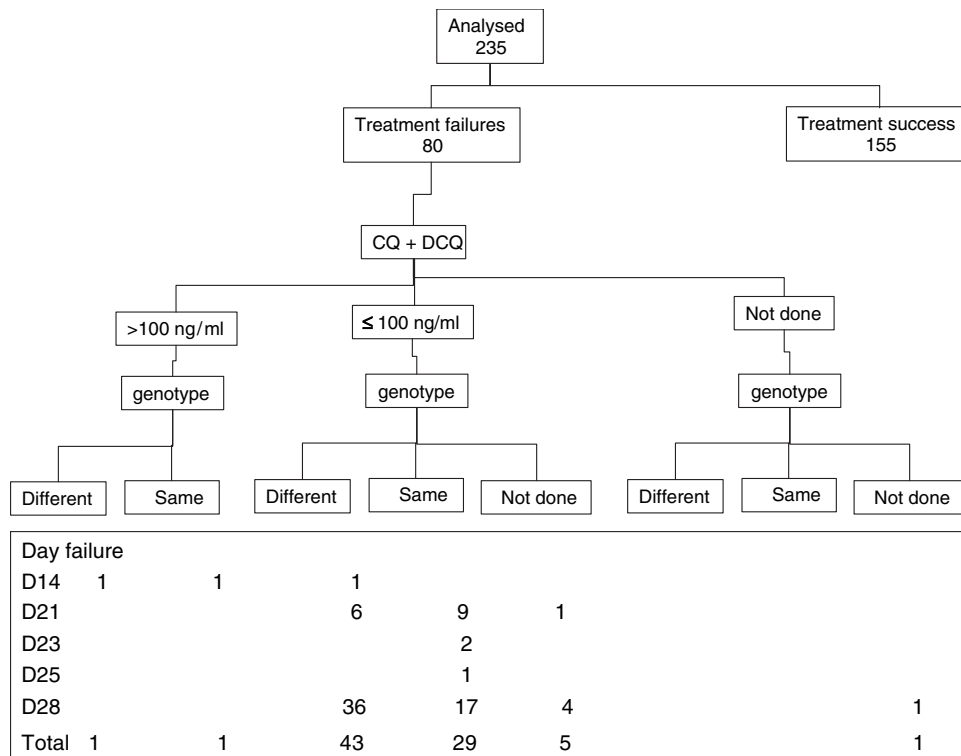 Analysed
235
Treatment failures
80
Treatment success
155
CQ + DCQ
>100 ng/ml
≤ 100 ng/ml
Not done
genotype
genotype
genotype
Different
Same
Different
Same
Not done
Different
Same
Not done
Day failure
D14 1 1 1
D21 6 9 1
D23 2
D25 1
D28 36 17 4 1
Total 1 1 43 29 5 1